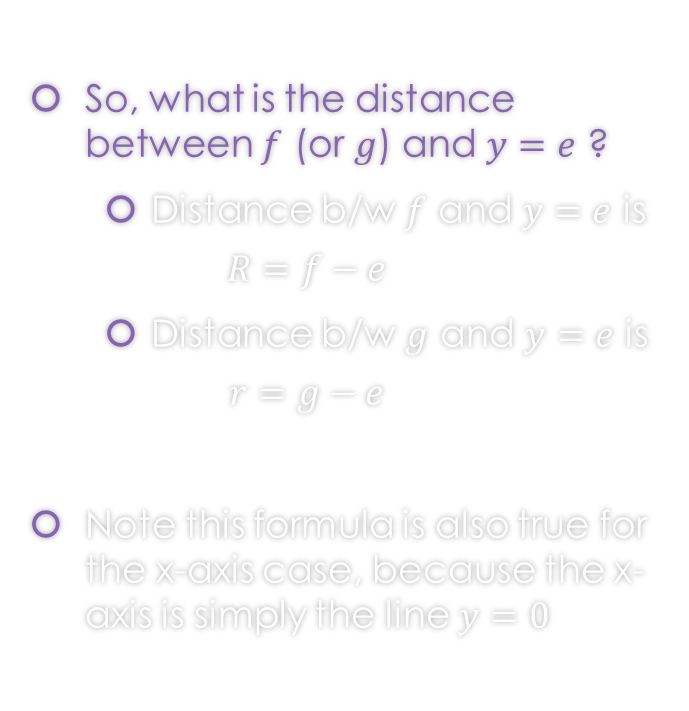 So, what is the distance
between f (or g) and y = e ?
Distance b/w f and y = e is
R = f − e
Distance b/w g and y = e is
r = g − e
Note this formula is also true for
the x-axis case, because the x-
axis is simply the line y = 0